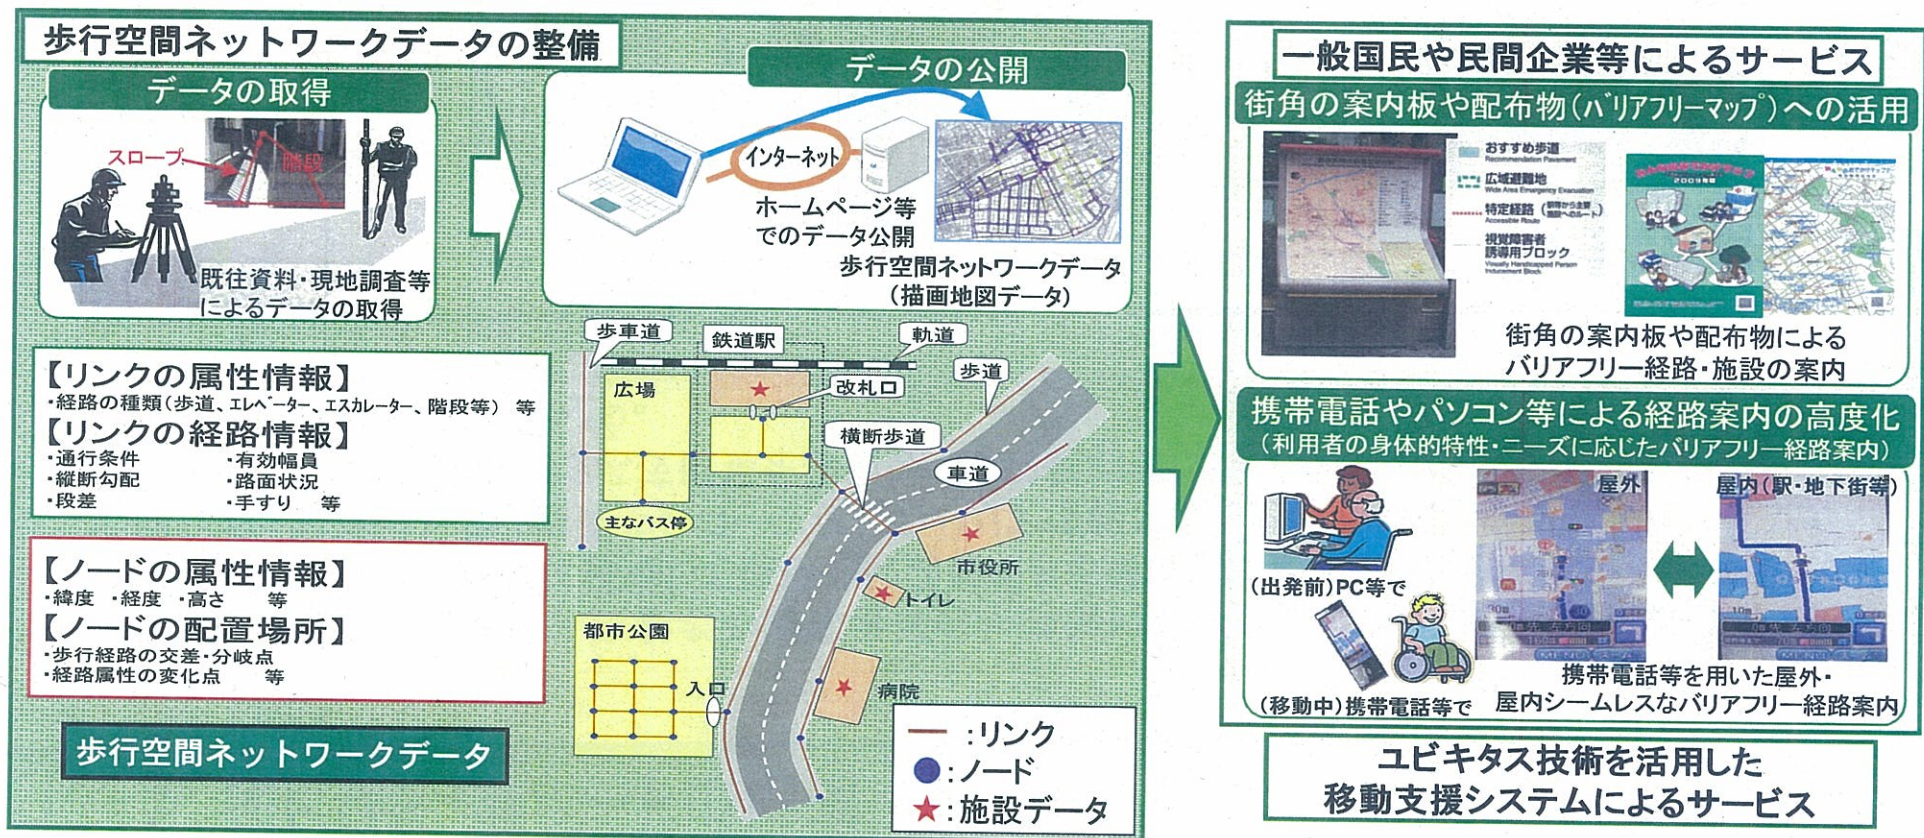 歩行空間ネットワークデータの整備
データの取得
スロープ
階段
既往資料・現地調査等
によるデータの取得
データの公開
インターネット
ホームページ等
でのデータ公開
歩行空間ネットワークデータ
(描画地図データ)
【リンクの属性情報】
・経路の種類(歩道、エレベーター、エスカレーター、階段等) 等
【リンクの経路情報】
・通行条件 ・有効幅員
・縦断勾配 ・路面状況
・段差 ・手すり 等
【ノードの属性情報】
・緯度 ・経度 ・高さ 等
【ノードの配置場所】
・歩行経路の交差・分岐点
・経路属性の変化点 等
歩行空間ネットワークデータ
歩車道
鉄道駅
軌道
歩道
広場
改札口
横断歩道
車道
主なバス停
市役所
トイレ
都市公園
入口
病院
:リンク
:ノード
:施設データ
一般国民や民間企業等によるサービス
街角の案内板や配布物(バリアフリーマップ)への活用
おすすめ歩道
Recommendation Pavement
広域避難地
Wide Area Emergency Evacuation
特定経路
Accessible Route
視覚障害者
誘導用ブロック
Visually Handicapped Person
Inducement Block
2009年版
街角の案内板や配布物による
バリアフリー経路・施設の案内
携帯電話やパソコン等による経路案内の高度化
(利用者の身体的特性・ニーズに応じたバリアフリー経路案内)
屋外
屋内(駅・地下街等)
(出発前)PC等で
(移動中)携帯電話等で
携帯電話等を用いた屋外・
屋内シームレスなバリアフリー経路案内
ユビキタス技術を活用した
移動支援システムによるサービス